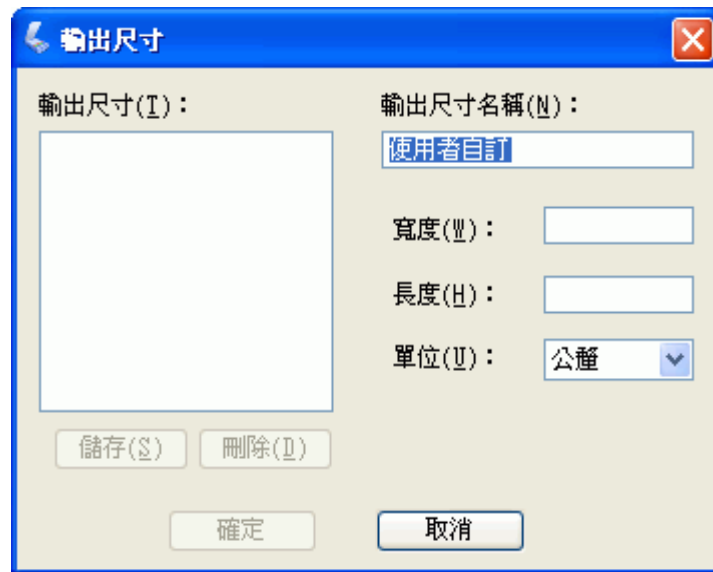 輸出尺寸
輸出尺寸(T)：
輸出尺寸名稱(N)：
使用者自訂
寬度(W)：
長度(H)：
單位(U)：
公釐
儲存(S)
刪除(D)
確定
取消